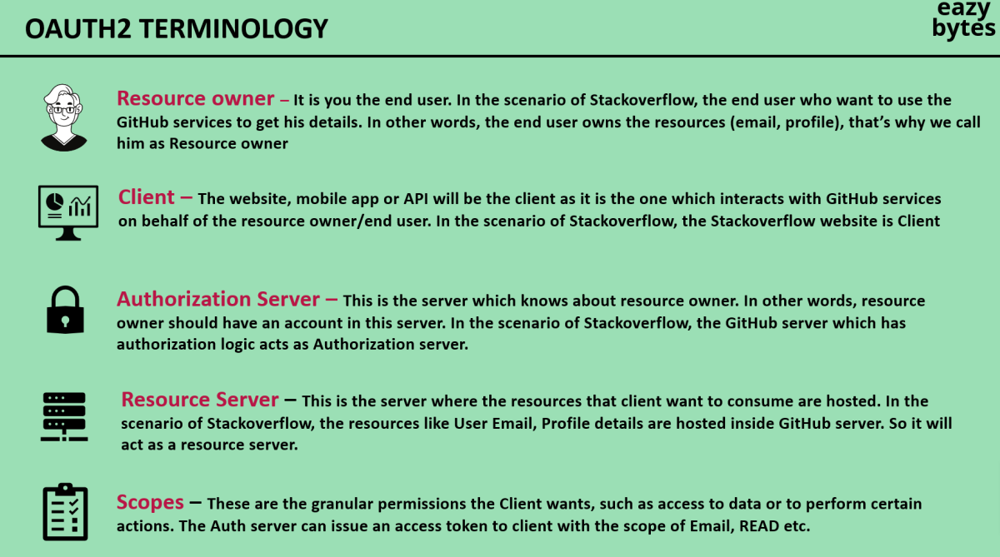 OAUTH2 TERMINOLOGY
eazy
bytes
Resource owner – It is you the end user. In the scenario of Stackoverflow, the end user who want to use the
GitHub services to get his details. In other words, the end user owns the resources (email, profile), that’s why we call
him as Resource owner
Client – The website, mobile app or API will be the client as it is the one which interacts with GitHub services
on behalf of the resource owner/end user. In the scenario of Stackoverflow, the Stackoverflow website is Client
Authorization Server – This is the server which knows about resource owner. In other words, resource
owner should have an account in this server. In the scenario of Stackoverflow, the GitHub server which has
authorization logic acts as Authorization server.
Resource Server – This is the server where the resources that client want to consume are hosted. In the
scenario of Stackoverflow, the resources like User Email, Profile details are hosted inside GitHub server. So it will
act as a resource server.
Scopes – These are the granular permissions the Client wants, such as access to data or to perform certain
actions. The Auth server can issue an access token to client with the scope of Email, READ etc.